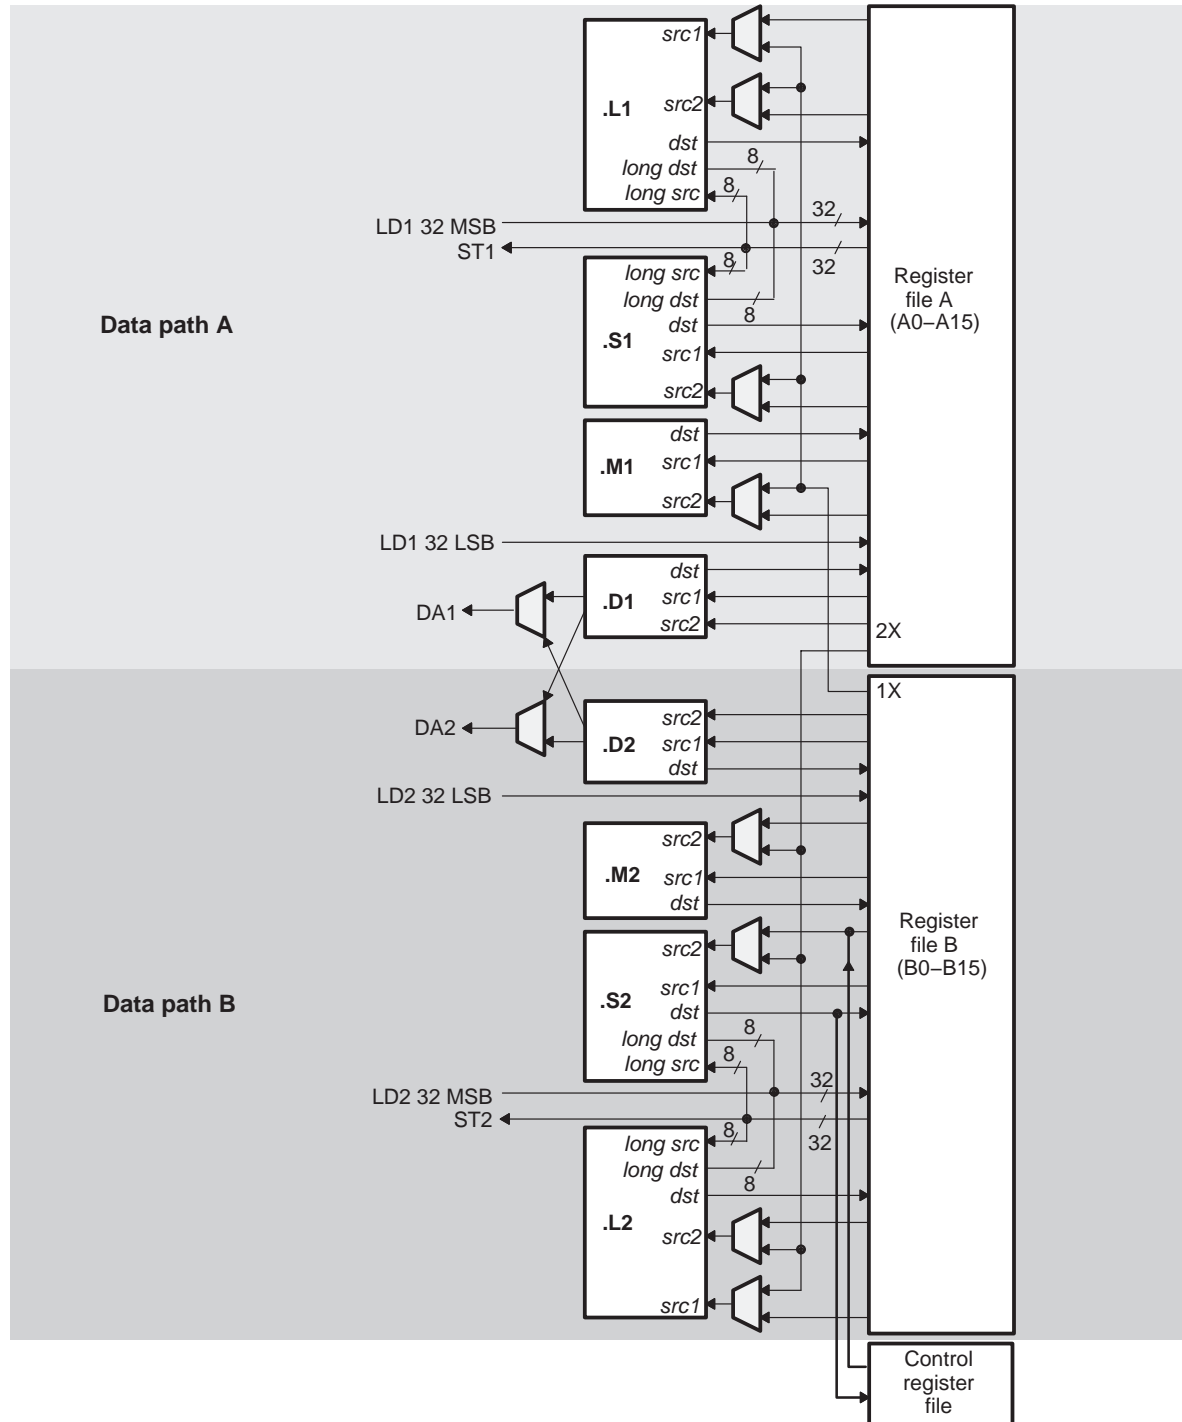 src1
.L1
src2
dst
8
long dst
8
long src
LD1 32 MSB
32
ST1
32
8
long src
long dst
8
dst
.S1
src1
src2
Register
file A
(A0−A15)
Data path A
dst
.M1
src1
src2
LD1 32 LSB
dst
.D1
src1
src2
DA1
2X
1X
DA2
src2
.D2
src1
dst
LD2 32 LSB
src2
.M2
src1
dst
Register
file B
(B0−B15)
src2
.S2
src1
dst
8
long dst
8
long src
Data path B
LD2 32 MSB
32
ST2
32
8
long src
long dst
8
dst
.L2
src2
src1
Control
register
file